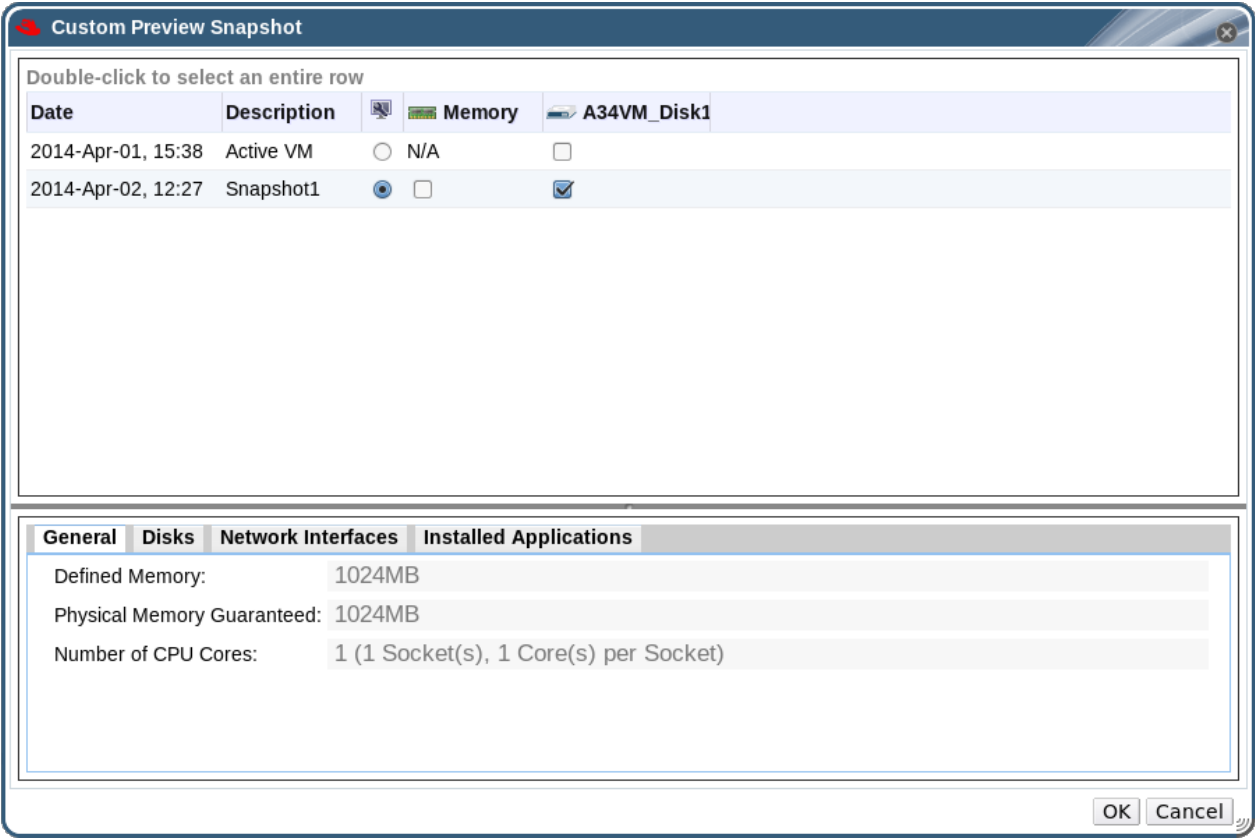 Custom Preview Snapshot
Double-click to select an entire row
Date Description Memory A34VM_Disk1
2014-Apr-01, 15:38 Active VM N/A
2014-Apr-02, 12:27 Snapshot1
General Disks Network Interfaces Installed Applications
Defined Memory: 1024MB
Physical Memory Guaranteed: 1024MB
Number of CPU Cores: 1 (1 Socket(s), 1 Core(s) per Socket)
OK Cancel